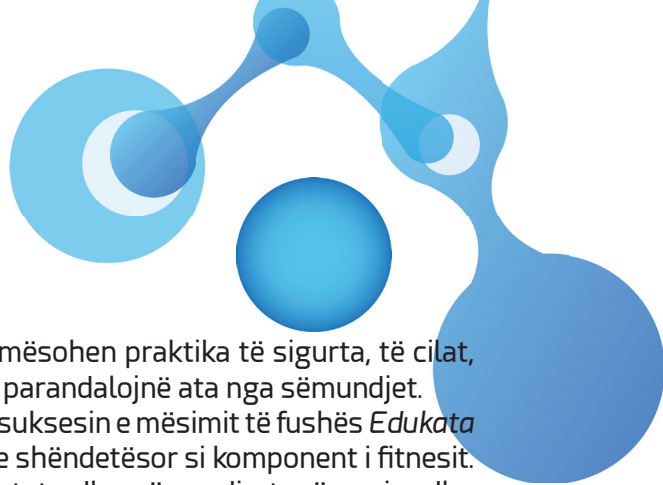 mësohen praktika të sigurta, të cilat,
parandalojnë ata nga sëmundjet.
suksesin e mësimit të fushës Edukata
e shëndetësor si komponent i fitnesit.